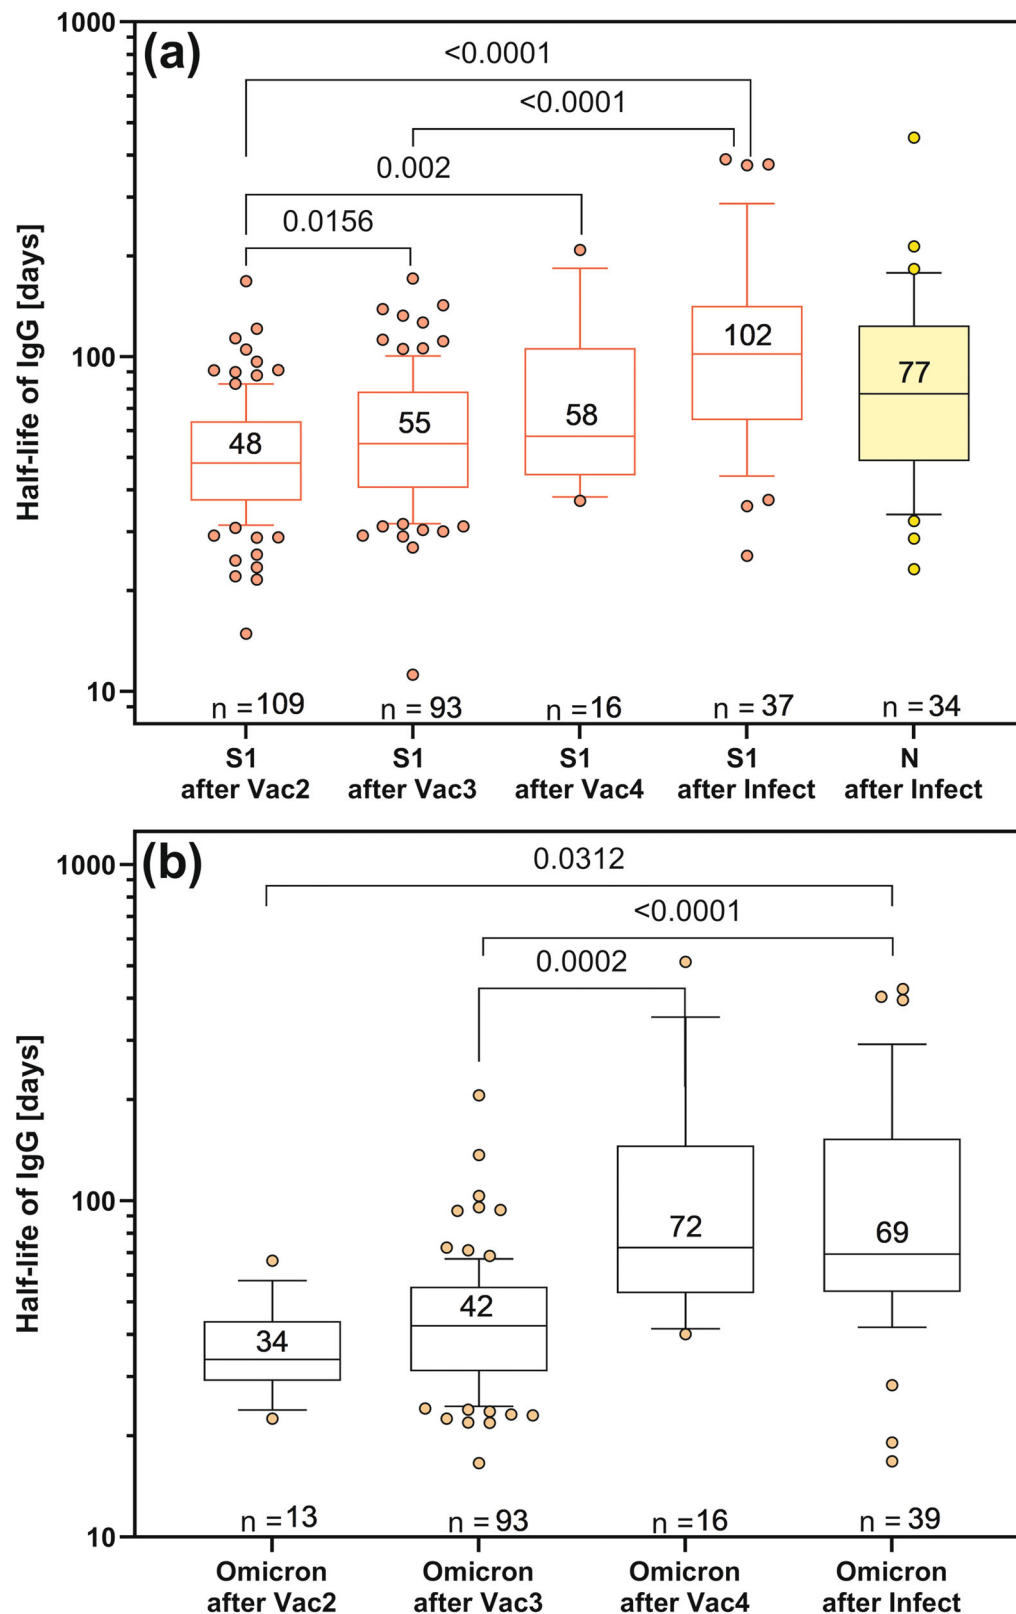 (a)
1000
<0.0001
<0.0001
0.002
0.0156
Half-life of IgG [days]
100
48
55
58
102
77
10
n =109
n =93
n =16
n =37
n =34
S1
after Vac2
S1
after Vac3
S1
after Vac4
S1
after Infect
N
after Infect
(b)
1000
0.0312
<0.0001
0.0002
Half-life of IgG [days]
100
34
42
72
69
10
n =13
n =93
n =16
n =39
Omicron
after Vac2
Omicron
after Vac3
Omicron
after Vac4
Omicron
after Infect